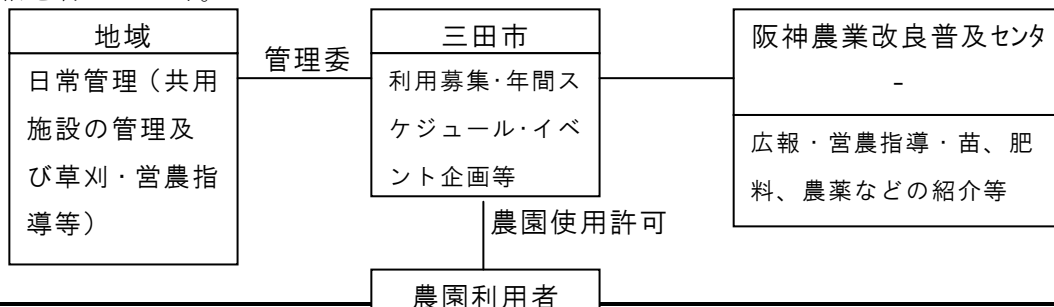 地域
日常管理（共用
施設の管理及
び草刈・営農指
導等）
管理委
三田市
利用募集・年間ス
ケジュール・イベ
ント企画等
阪神農業改良普及センタ
－
広報・営農指導・苗、肥
料、農薬などの紹介等
農園使用許可
農園利用者